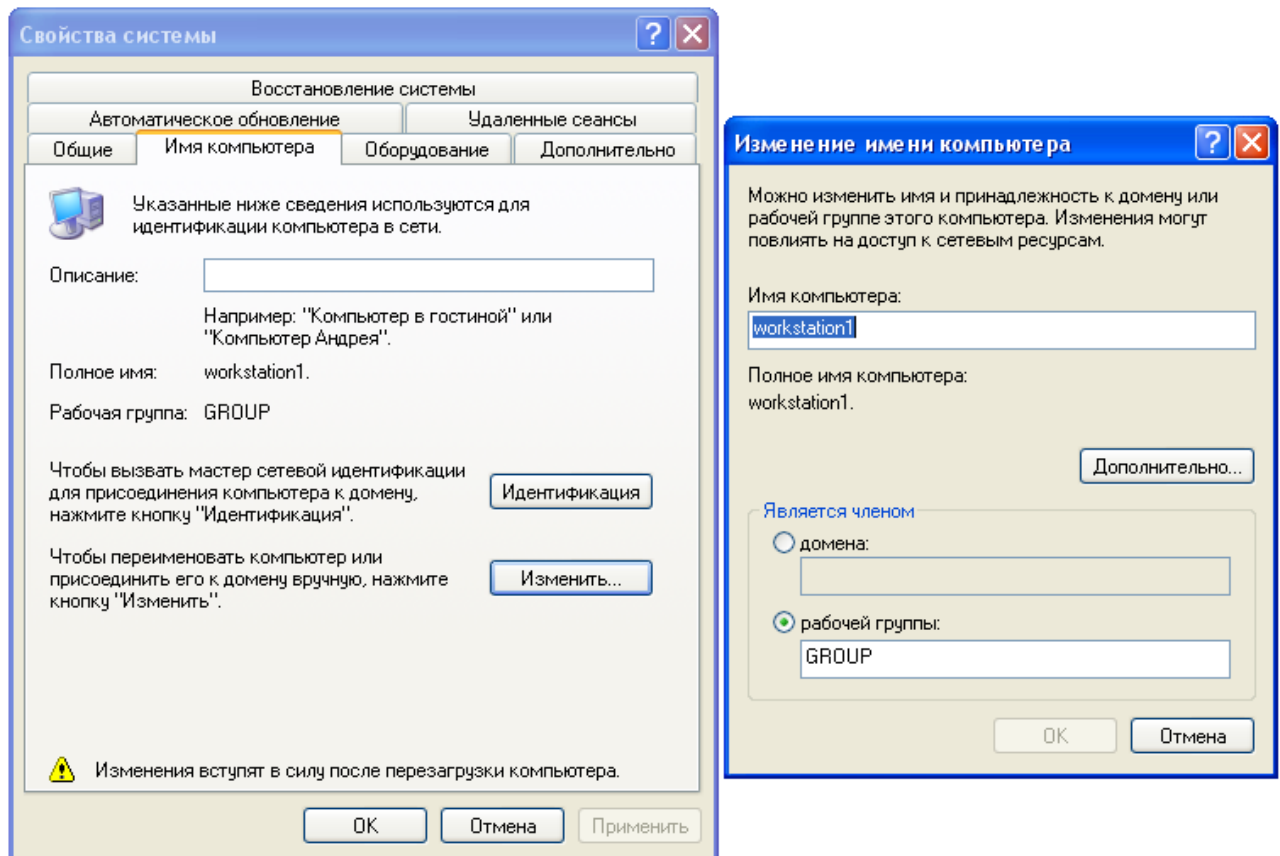 Свойства системы
Восстановление системы
Автоматическое обновление
Удаленные сеансы
Общие
Имя компьютера
Оборудование
Дополнительно
Указанные ниже сведения используются для
идентификации компьютера в сети.
Описание:
Например: "Компьютер в гостиной" или
"Компьютер Андрея".
Полное имя:
workstation1.
Рабочая группа:
GROUP
Чтобы вызвать мастер сетевой идентификации
для присоединения компьютера к домену,
нажмите кнопку "Идентификация".
Идентификация
Чтобы переименовать компьютер или
присоединить его к домену вручную, нажмите
кнопку "Изменить".
Изменить...
Изменения вступят в силу после перезагрузки компьютера.
OK
Отмена
Применить
Изменение имени компьютера
Можно изменить имя и принадлежность к домену или
рабочей группе этого компьютера. Изменения могут
повлиять на доступ к сетевым ресурсам.
Имя компьютера:
workstation1
Полное имя компьютера:
workstation1.
Дополнительно...
Является членом
домена:
рабочей группы:
GROUP
OK
Отмена